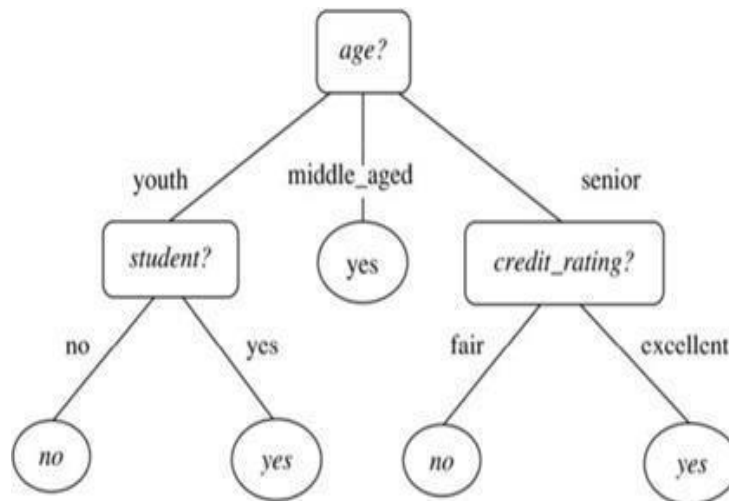 age?
youth
middle_aged
senior
student?
yes
credit_rating?
no
yes
fair
excellent
no
yes
no
yes